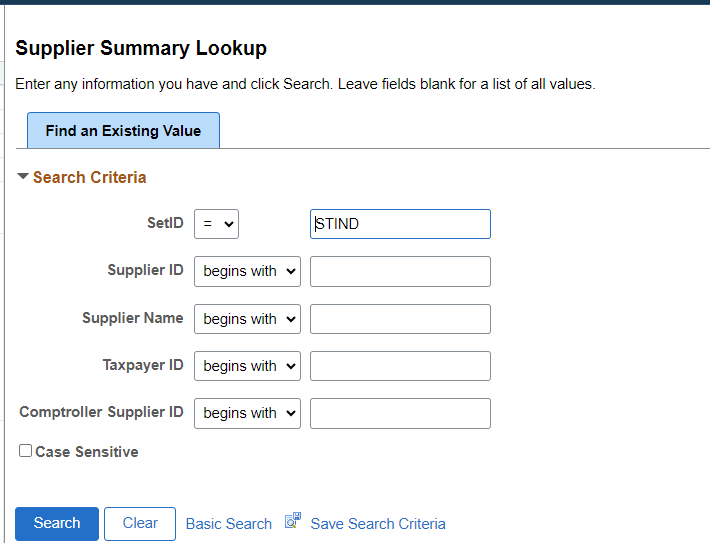 Supplier Summary Lookup
Enter any information you have and click Search. Leave fields blank for a list of all values.
Find an Existing Value
Search Criteria
SetID = STIND
Supplier ID begins with
Supplier Name begins with
Taxpayer ID begins with
Comptroller Supplier ID begins with
Case Sensitive
Search Clear Basic Search Save Search Criteria